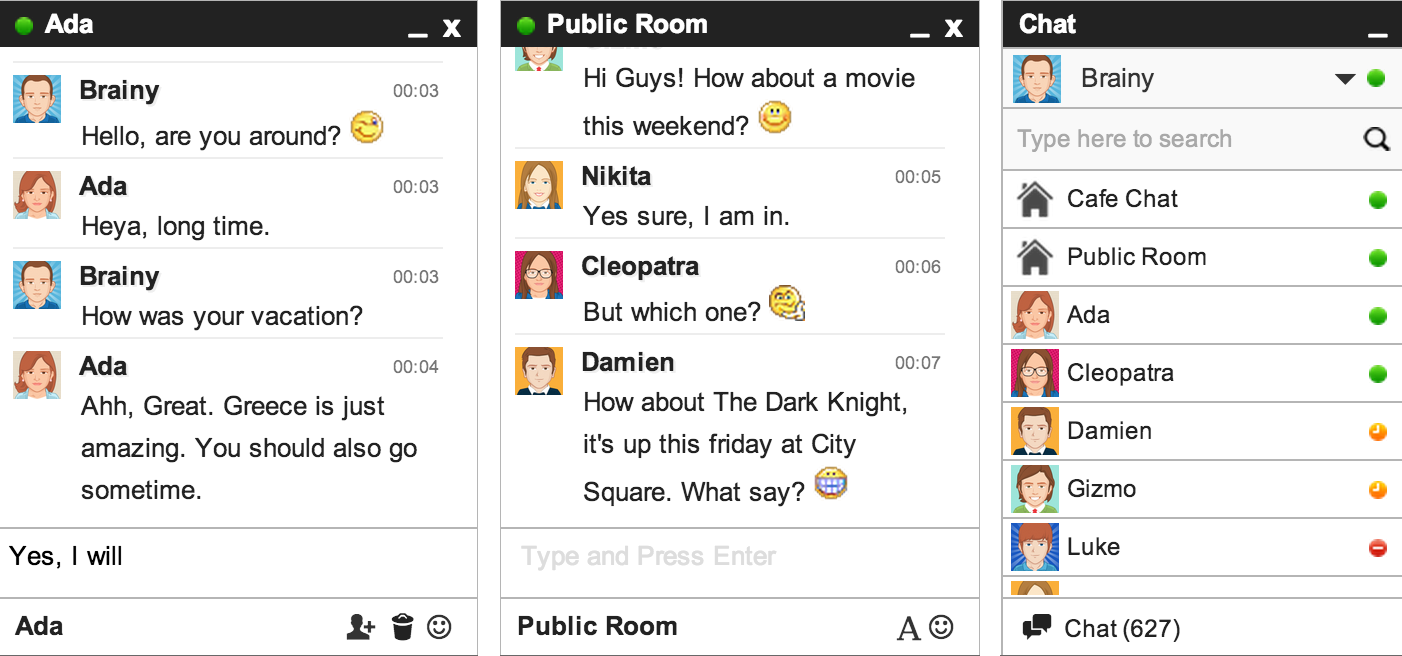 Ada
_ x
Brainy 00:03
Hello, are you around?
Ada 00:03
Heya, long time.
Brainy 00:03
How was your vacation?
Ada 00:04
Ahh, Great. Greece is just
amazing. You should also go
sometime.
Yes, I will
Ada
Public Room
_ x
Hi Guys! How about a movie
this weekend?
Nikita 00:05
Yes sure, I am in.
Cleopatra 00:06
But which one?
Damien 00:07
How about The Dark Knight,
it's up this friday at City
Square. What say?
Type and Press Enter
Public Room A
Chat
_
Brainy
Type here to search
Cafe Chat
Public Room
Ada
Cleopatra
Damien
Gizmo
Luke
Chat (627)